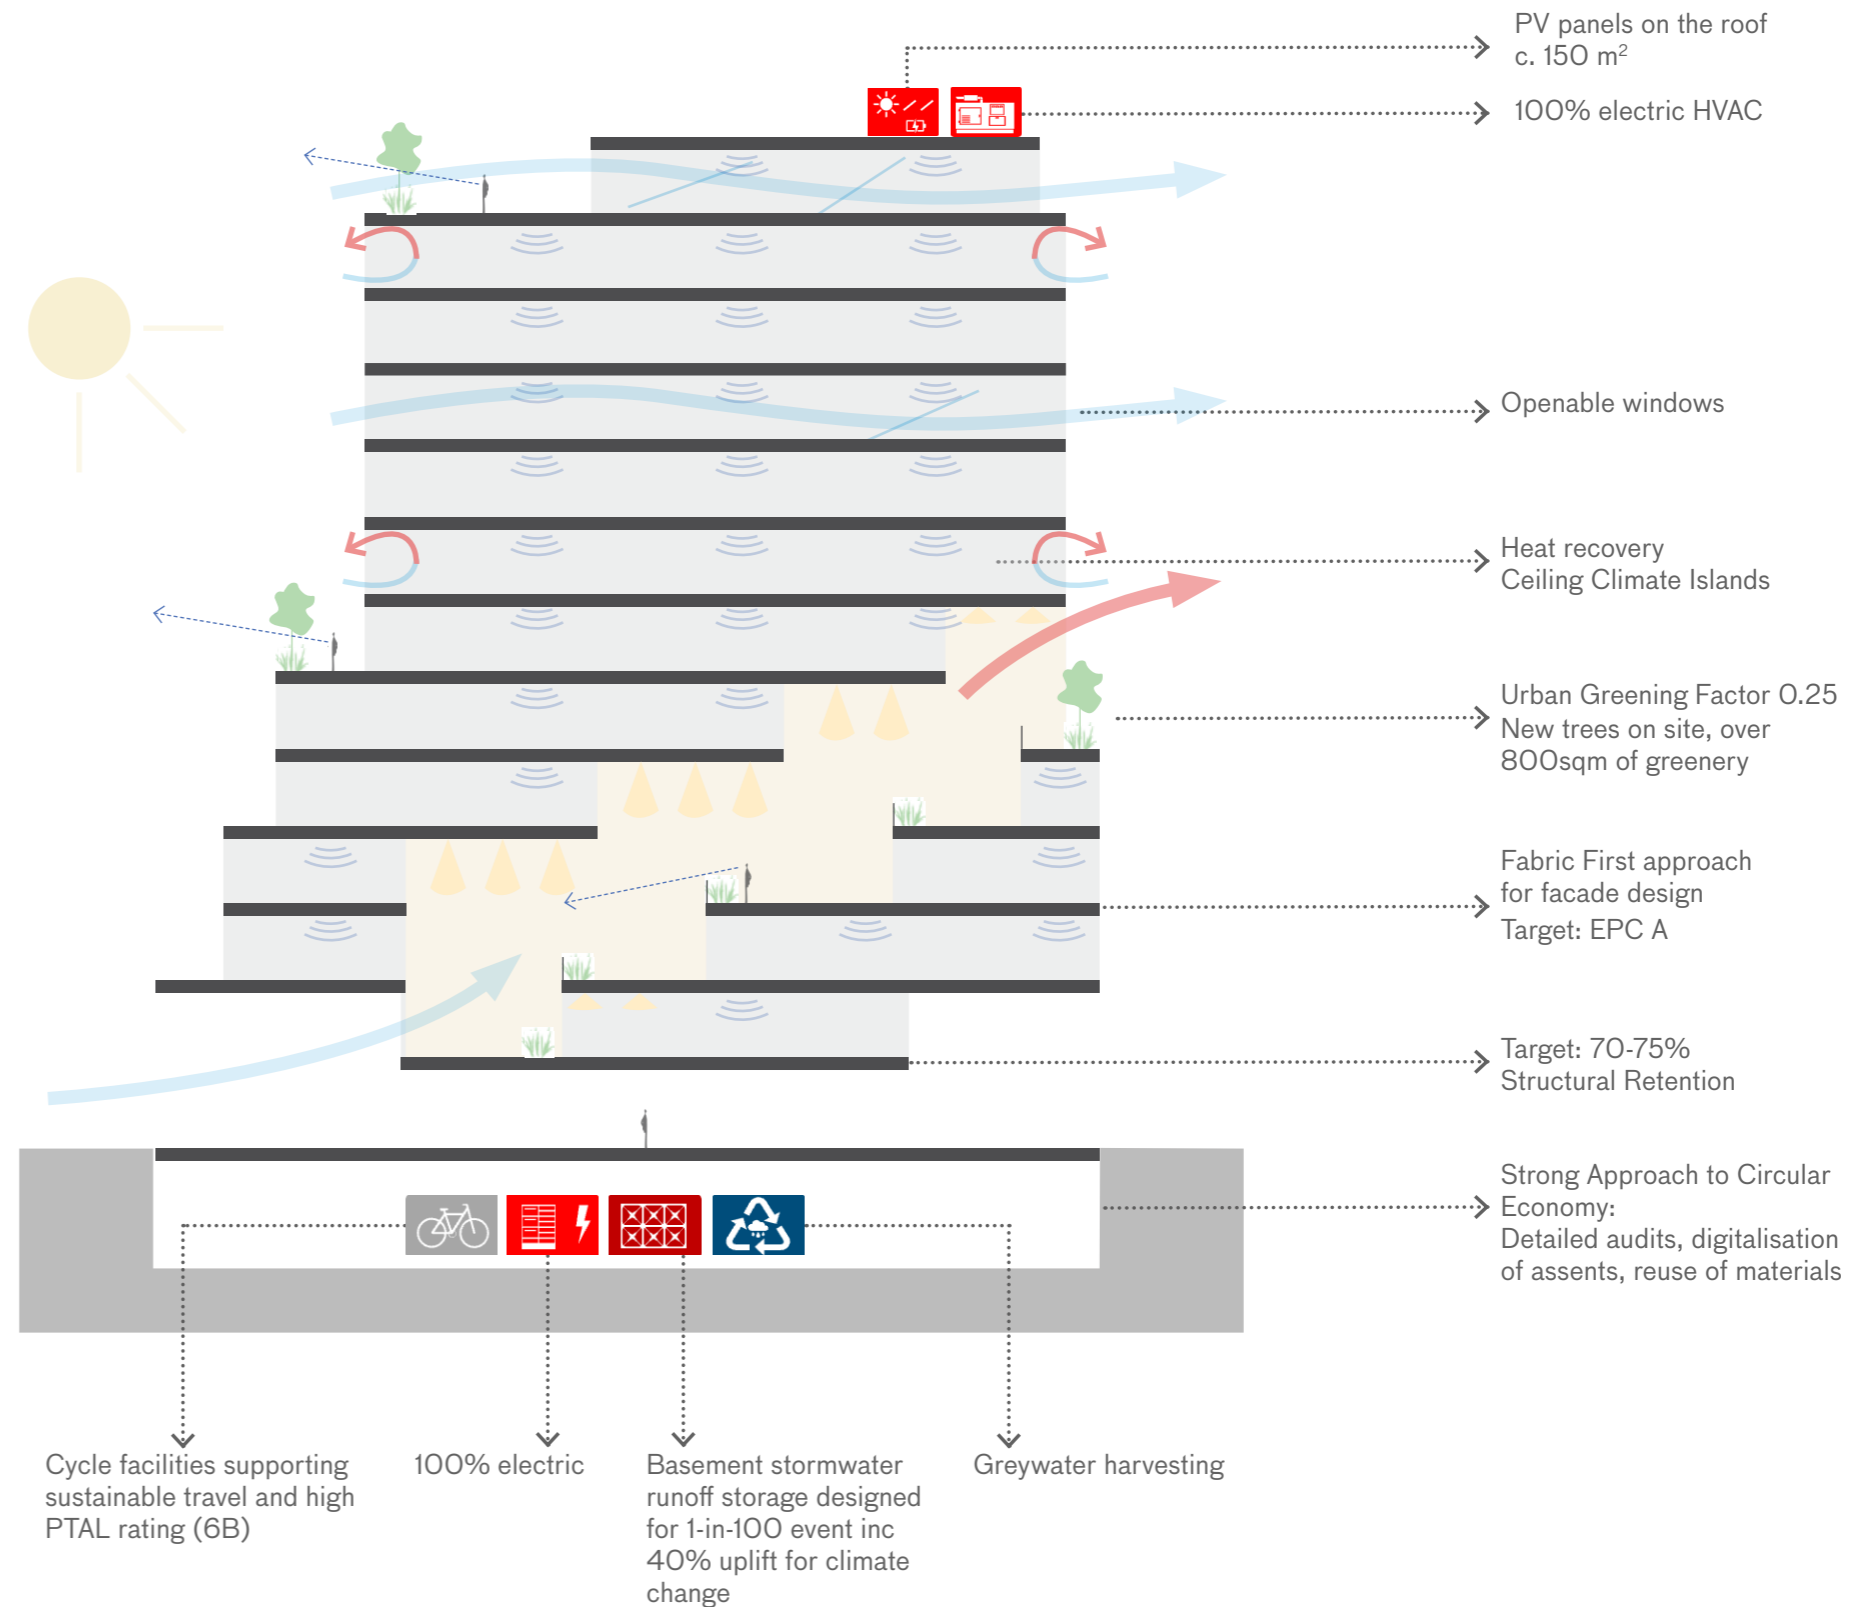 PV panels on the roof
c. 150 m²
100% electric HVAC
Openable windows
Heat recovery
Ceiling Climate Islands
Urban Greening Factor 0.25
New trees on site, over
800sqm of greenery
Fabric First approach
for facade design
Target: EPC A
Target: 70-75%
Structural Retention
Strong Approach to Circular
Economy:
Detailed audits, digitalisation
of assents, reuse of materials
Cycle facilities supporting
sustainable travel and high
PTAL rating (6B)
100% electric
Basement stormwater
runoff storage designed
for 1-in-100 event inc
40% uplift for climate
change
Greywater harvesting